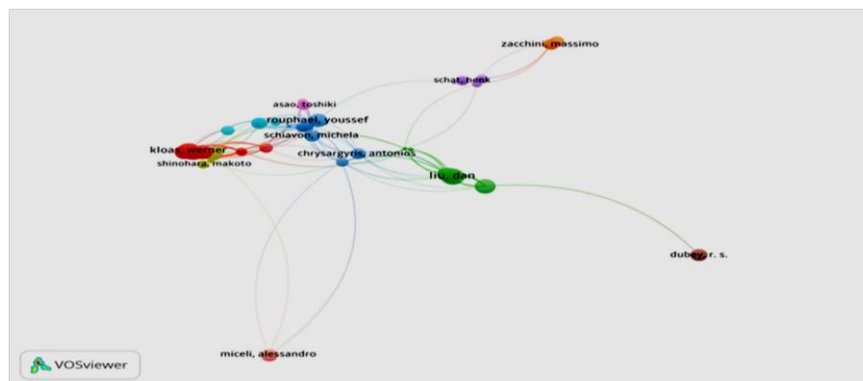 zacchini, massimo
schat, henk
asao, toshiki
rouphael, youssef
schiavon, michela
kloas, werner
chrysargyris, antonios
shinohara, makoto
liu, dan
dubey, r. s.
miceli, alessandro
VOSviewer